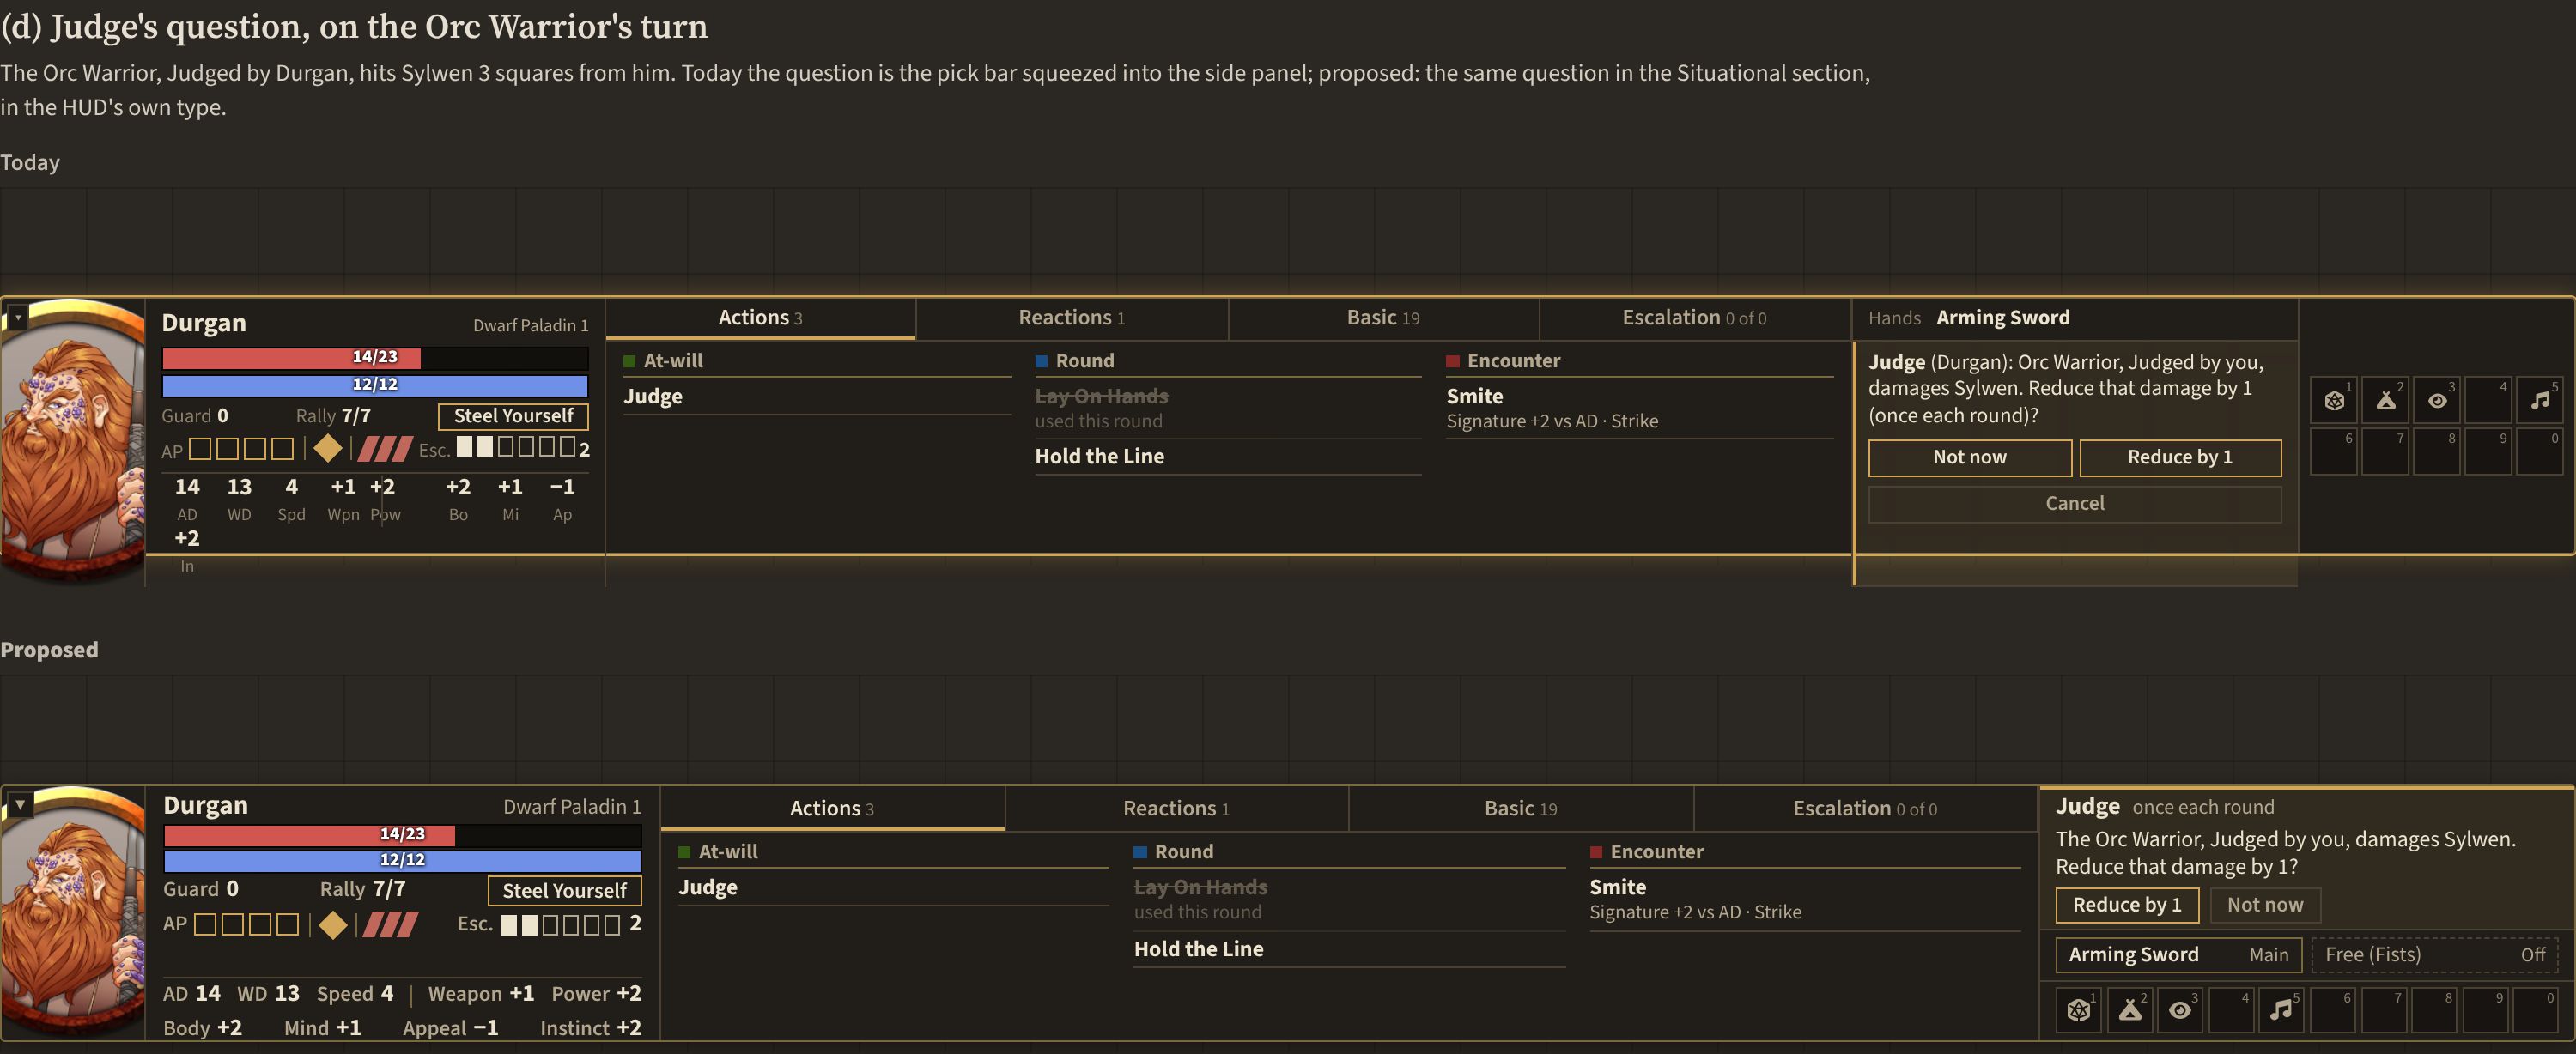 (d) Judge's question, on the Orc Warrior's turn
The Orc Warrior, Judged by Durgan, hits Sylwen 3 squares from him. Today the question is the pick bar squeezed into the side panel; proposed: the same question in the Situational section,
in the HUD's own type.
Today
Durgan
Dwarf Paladin 1
14/23
12/12
Guard 0
Rally 7/7
Steel Yourself
AP
Esc.
2
14
13
4
+1
+2
+2
+1
−1
AD
WD
Spd
Wpn
Pow
Bo
Mi
Ap
+2
In
Actions 3
Reactions 1
Basic 19
Escalation 0 of 0
At-will
Judge
Round
Lay On Hands
used this round
Hold the Line
Encounter
Smite
Signature +2 vs AD · Strike
Hands Arming Sword
Judge (Durgan): Orc Warrior, Judged by you,
damages Sylwen. Reduce that damage by 1
(once each round)?
Not now
Reduce by 1
Cancel
1
2
3
4
5
6
7
8
9
0
Proposed
Durgan
Dwarf Paladin 1
14/23
12/12
Guard 0
Rally 7/7
Steel Yourself
AP
Esc.
2
AD 14 WD 13 Speed 4 | Weapon +1 Power +2
Body +2 Mind +1 Appeal −1 Instinct +2
Actions 3
Reactions 1
Basic 19
Escalation 0 of 0
At-will
Judge
Round
Lay On Hands
used this round
Hold the Line
Encounter
Smite
Signature +2 vs AD · Strike
Judge once each round
The Orc Warrior, Judged by you, damages Sylwen.
Reduce that damage by 1?
Reduce by 1
Not now
Arming Sword Main
Free (Fists) Off
1
2
3
4
5
6
7
8
9
0